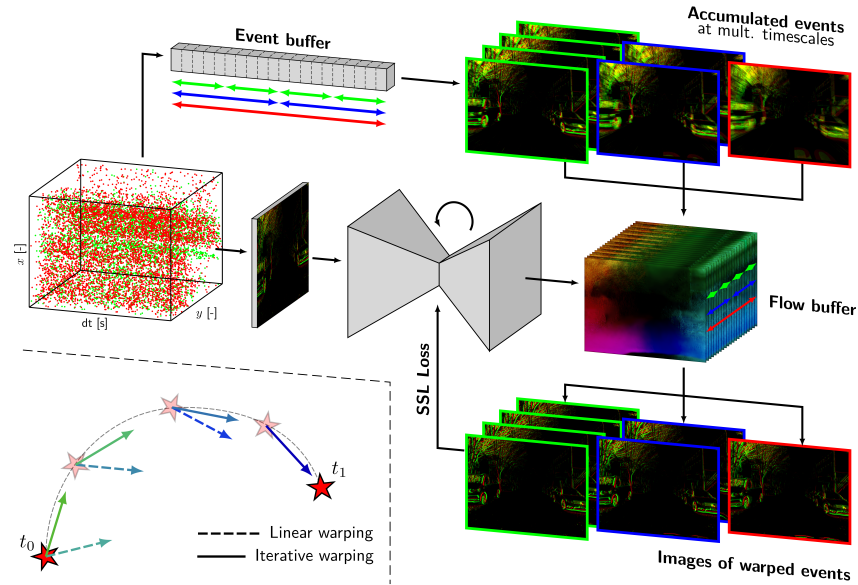 Event buffer
Accumulated events
at mult. timescales
x [-]
dt [s]
y [-]
Flow buffer
SSL Loss
t₁
t₀
Linear warping
Iterative warping
Images of warped events